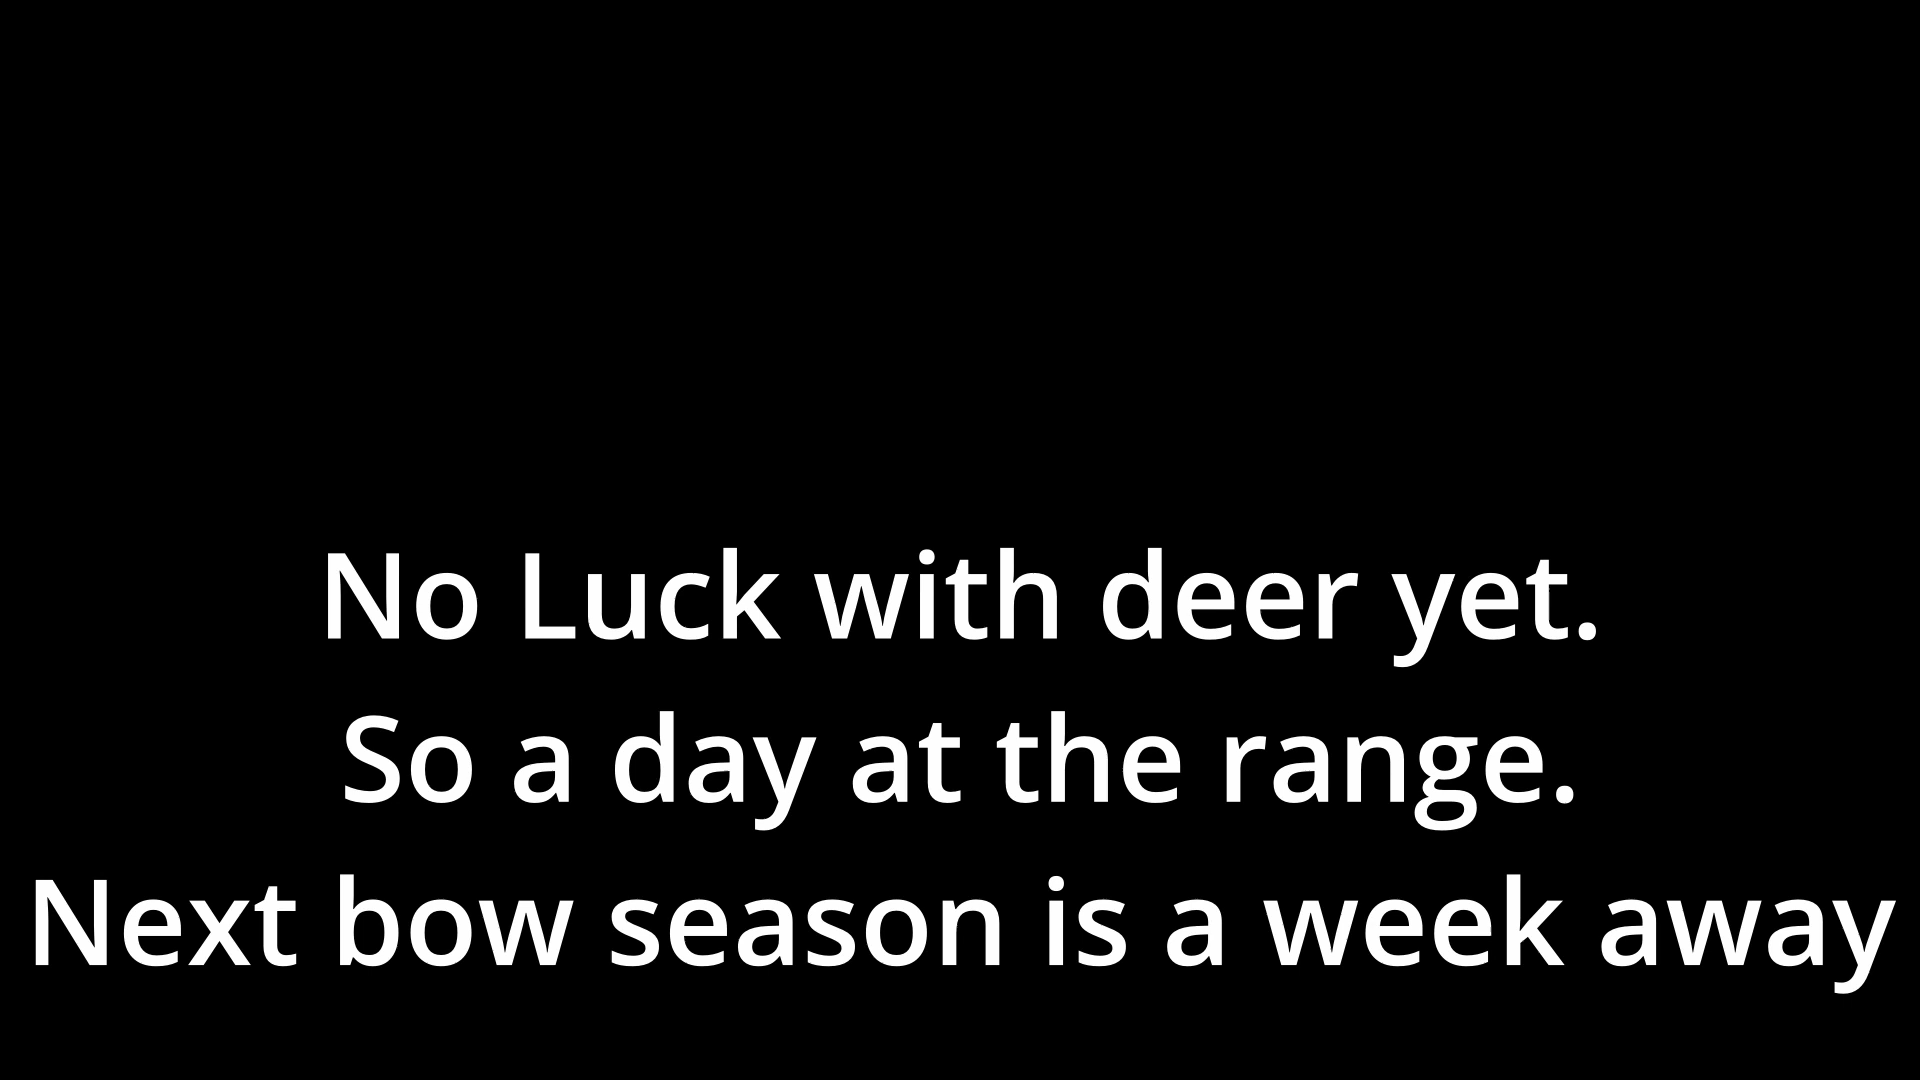 No Luck with deer yet.
So a day at the range.
Next bow season is a week away